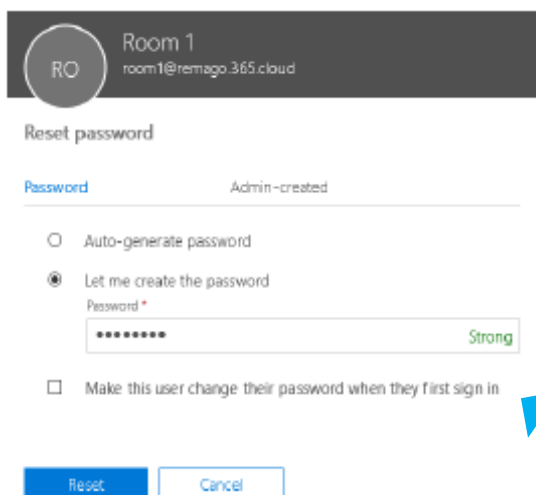 Room 1
RO
room1@remago.365.cloud
Reset password
Password Admin-created
Auto-generate password
Let me create the password
Password *
•••••••• Strong
Make this user change their password when they first sign in
Reset Cancel